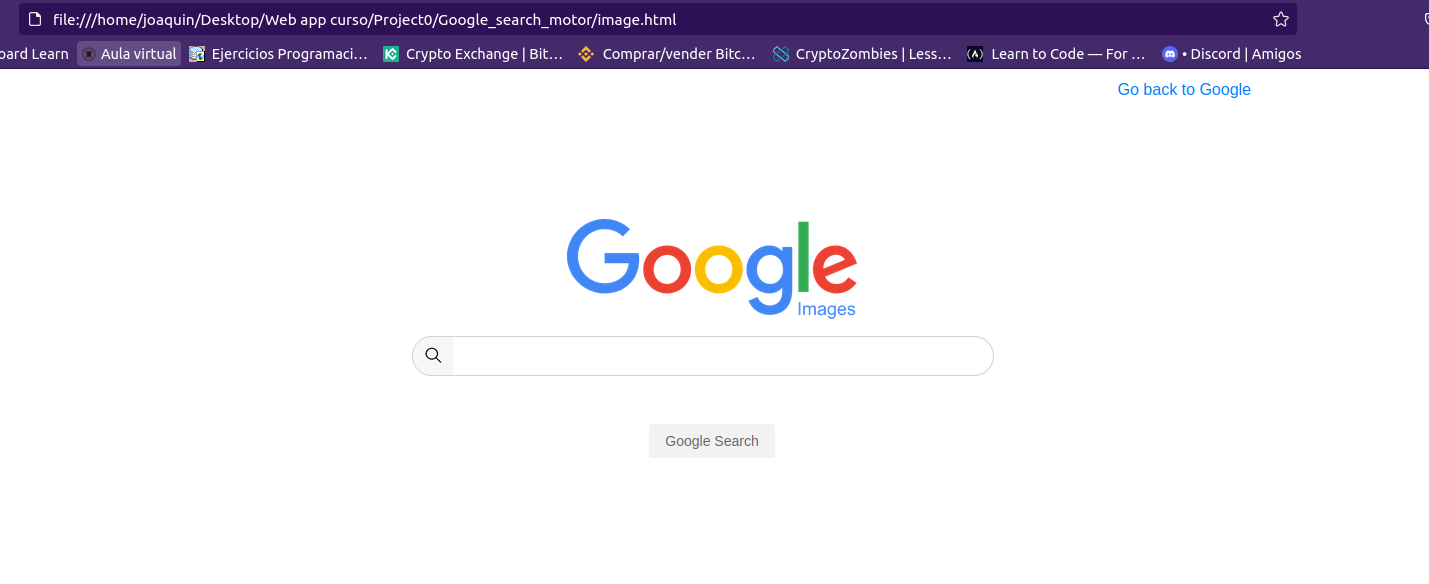 file:///home/joaquin/Desktop/Web app curso/Project0/Google_search_motor/image.html
oard Learn Aula virtual Ejercicios Programaci… Crypto Exchange | Bit… Comprar/vender Bitc… CryptoZombies | Less… Learn to Code — For … • Discord | Amigos
Go back to Google
Google
Images
Google Search